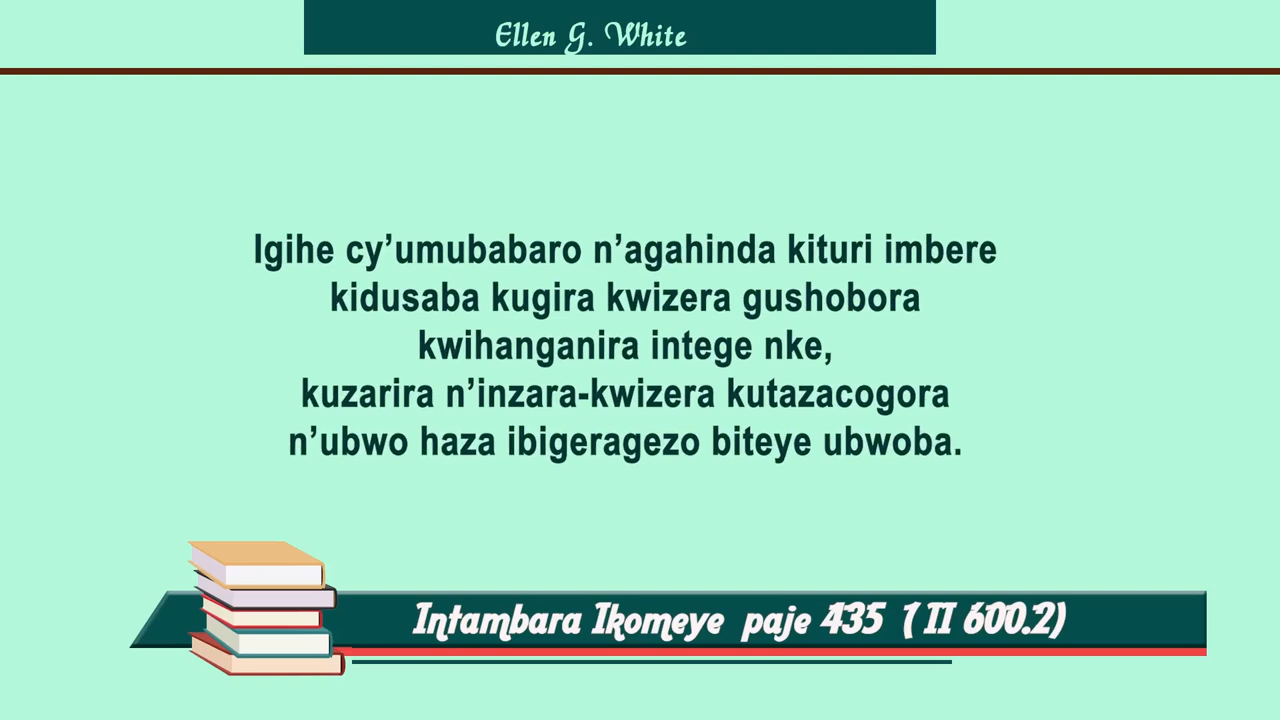 Ellen G. White
Igihe cy’umubabaro n’agahinda kituri imbere
kidusaba kugira kwizera gushobora
kwihanganira intege nke,
kuzarira n’inzara-kwizera kutazacogora
n’ubwo haza ibigeragezo biteye ubwoba.
Intambara Ikomeye paje 435 ( II 600.2)